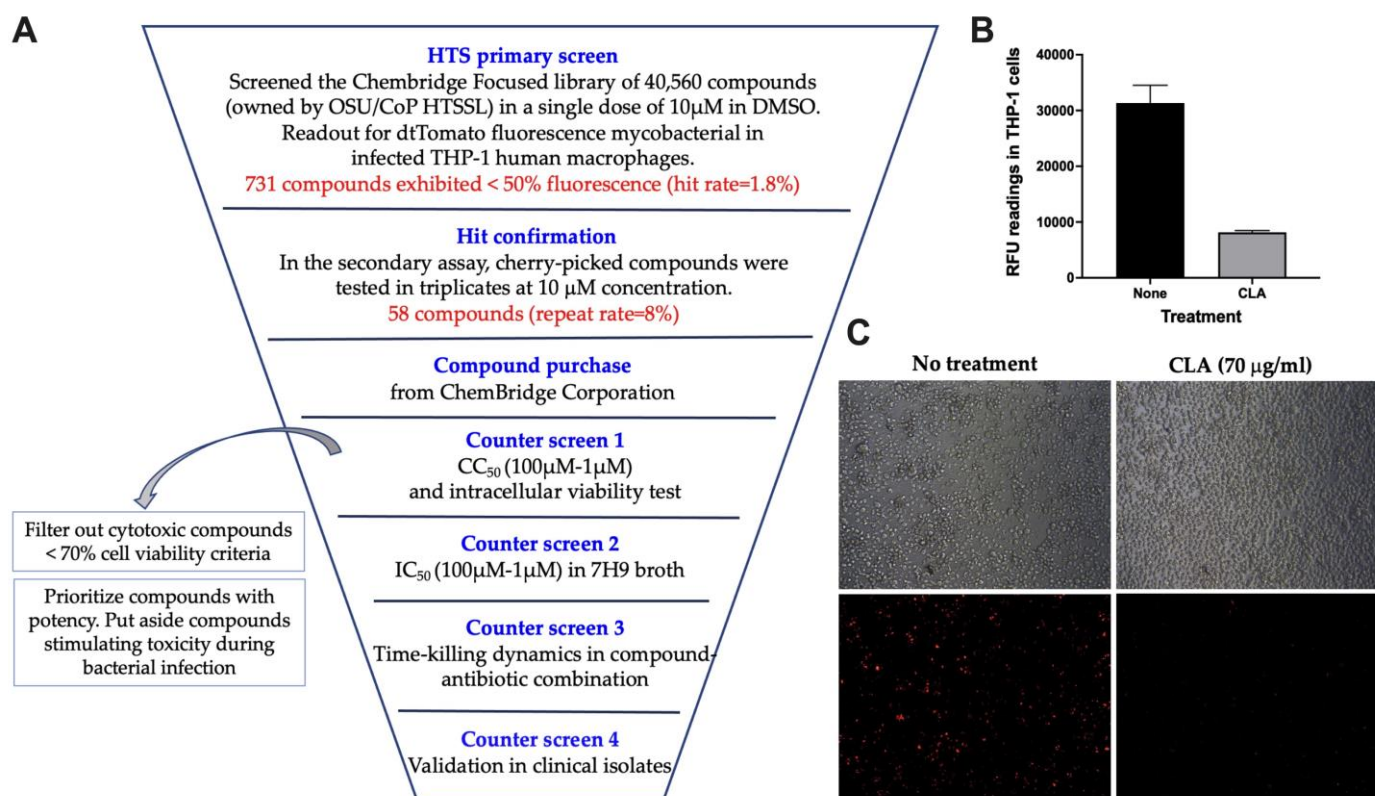 A
HTS primary screen
Screened the Chembridge Focused library of 40,560 compounds
(owned by OSU/CoP HTSSL) in a single dose of 10μM in DMSO.
Readout for dtTomato fluorescence mycobacterial in
infected THP-1 human macrophages.
731 compounds exhibited < 50% fluorescence (hit rate=1.8%)
Hit confirmation
In the secondary assay, cherry-picked compounds were
tested in triplicates at 10 μM concentration.
58 compounds (repeat rate=8%)
Compound purchase
from ChemBridge Corporation
Counter screen 1
CC50 (100μM-1μM)
and intracellular viability test
Filter out cytotoxic compounds
< 70% cell viability criteria
Prioritize compounds with
potency. Put aside compounds
stimulating toxicity during
bacterial infection
Counter screen 2
IC50 (100μM-1μM) in 7H9 broth
Counter screen 3
Time-killing dynamics in compound-
antibiotic combination
Counter screen 4
Validation in clinical isolates
B
RFU readings in THP-1 cells
40000
30000
20000
10000
0
None
CLA
Treatment
C
No treatment
CLA (70 μg/ml)